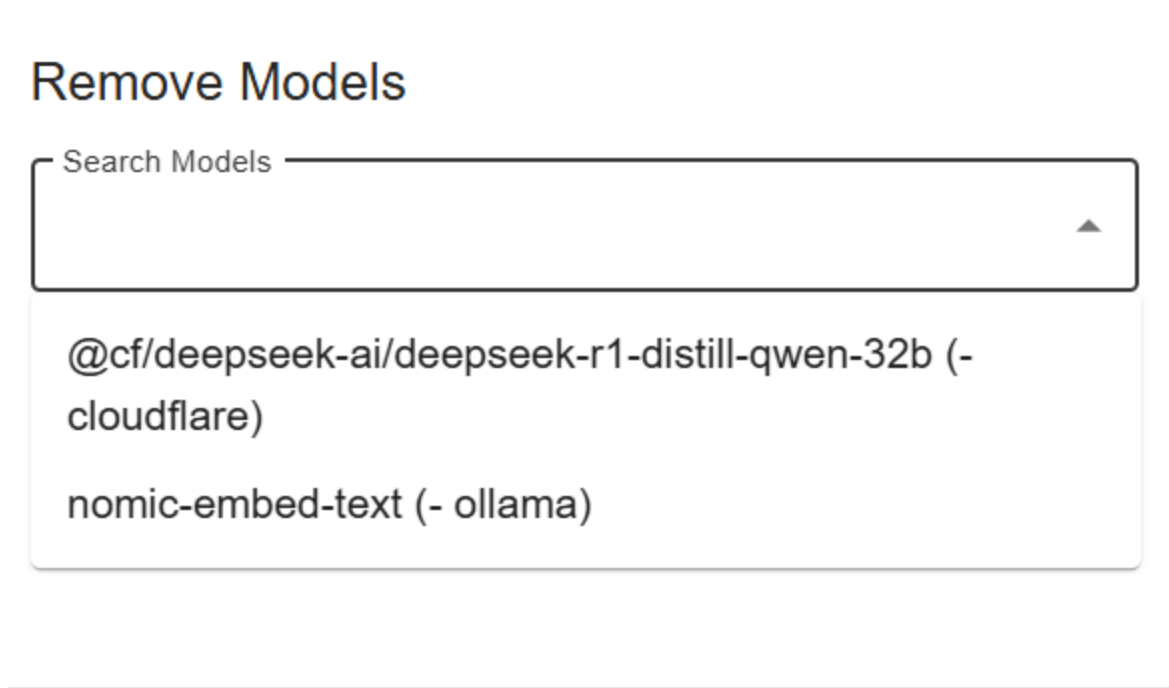 Remove Models
Search Models
@cf/deepseek-ai/deepseek-r1-distill-qwen-32b (-
cloudflare)
nomic-embed-text (- ollama)